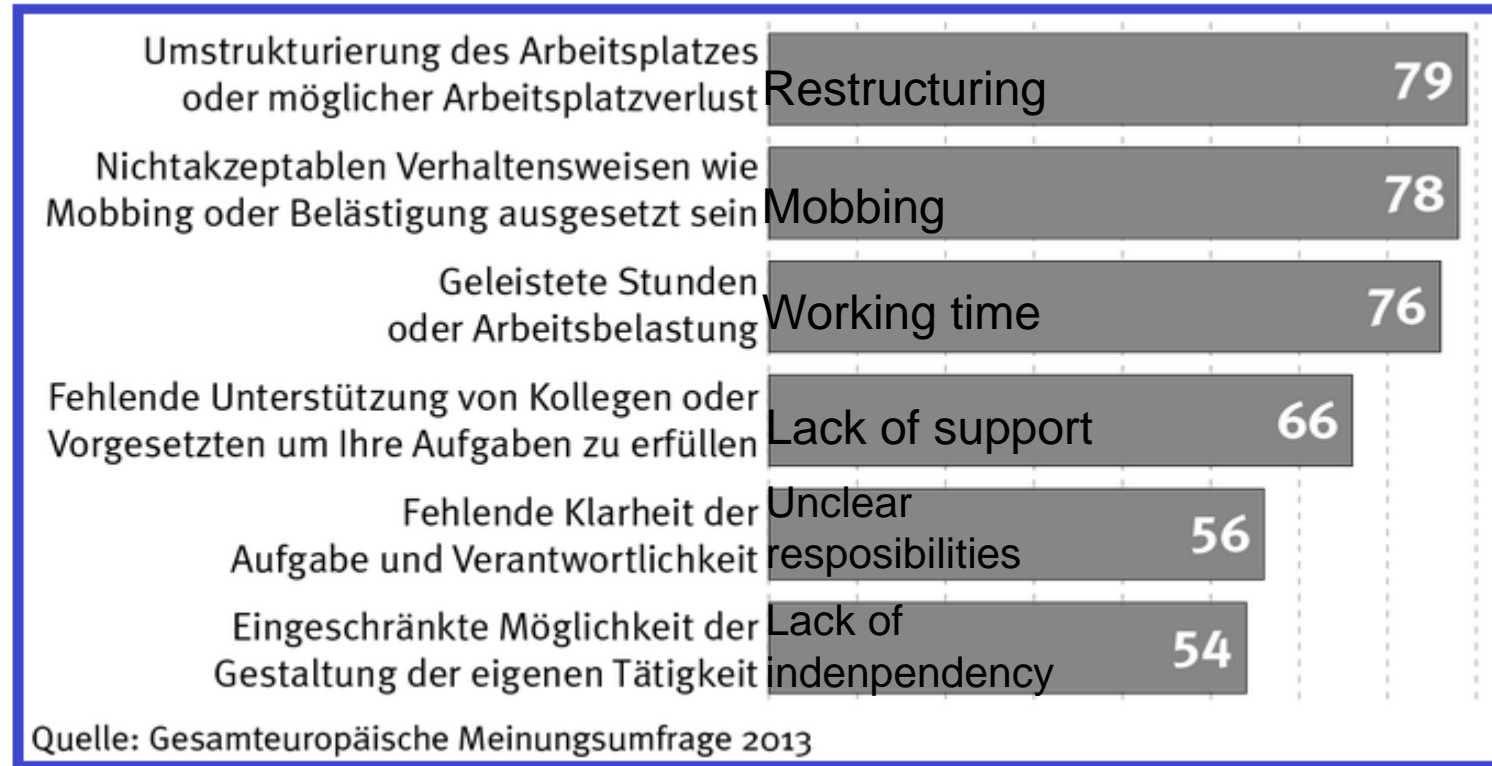 Umstrukturierung des Arbeitsplatzes
oder möglicher Arbeitsplatzverlust
Restructuring
79
Nichtakzeptablen Verhaltensweisen wie
Mobbing oder Belästigung ausgesetzt sein
Mobbing
78
Geleistete Stunden
oder Arbeitsbelastung
Working time
76
Fehlende Unterstützung von Kollegen oder
Vorgesetzten um Ihre Aufgaben zu erfüllen
Lack of support
66
Fehlende Klarheit der
Aufgabe und Verantwortlichkeit
Unclear
resposibilities
56
Eingeschränkte Möglichkeit der
Gestaltung der eigenen Tätigkeit
Lack of
indenpendency
54
Quelle: Gesamteuropäische Meinungsumfrage 2013